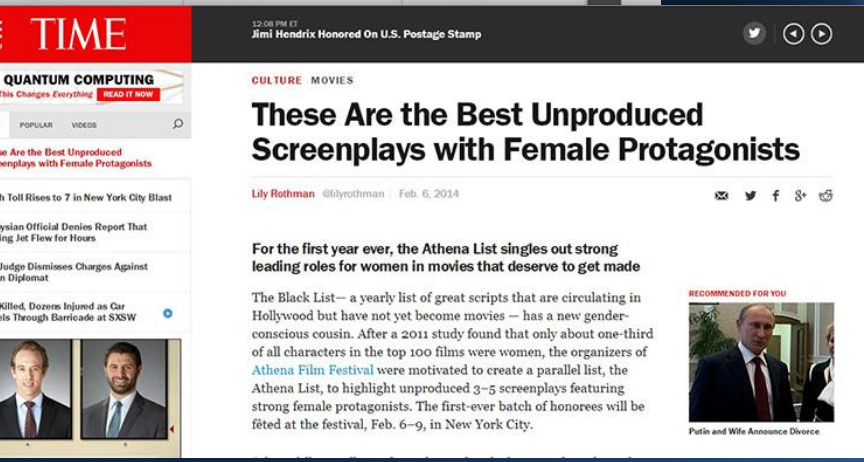 TIME
12:08 PM ET
Jimi Hendrix Honored On U.S. Postage Stamp
QUANTUM COMPUTING
This Changes Everything READ IT NOW
POPULAR VIDEOS
se Are the Best Unproduced
eenplays with Female Protagonists
h Toll Rises to 7 in New York City Blast
ysian Official Denies Report That
ing Jet Flew for Hours
Judge Dismisses Charges Against
n Diplomat
Killed, Dozens Injured as Car
els Through Barricade at SXSW
CULTURE MOVIES
These Are the Best Unproduced
Screenplays with Female Protagonists
Lily Rothman @lilyrothman Feb. 6, 2014
For the first year ever, the Athena List singles out strong
leading roles for women in movies that deserve to get made
The Black List— a yearly list of great scripts that are circulating in
Hollywood but have not yet become movies — has a new gender-
conscious cousin. After a 2011 study found that only about one-third
of all characters in the top 100 films were women, the organizers of
Athena Film Festival were motivated to create a parallel list, the
Athena List, to highlight unproduced 3–5 screenplays featuring
strong female protagonists. The first-ever batch of honorees will be
fêted at the festival, Feb. 6–9, in New York City.
RECOMMENDED FOR YOU
Putin and Wife Announce Divorce